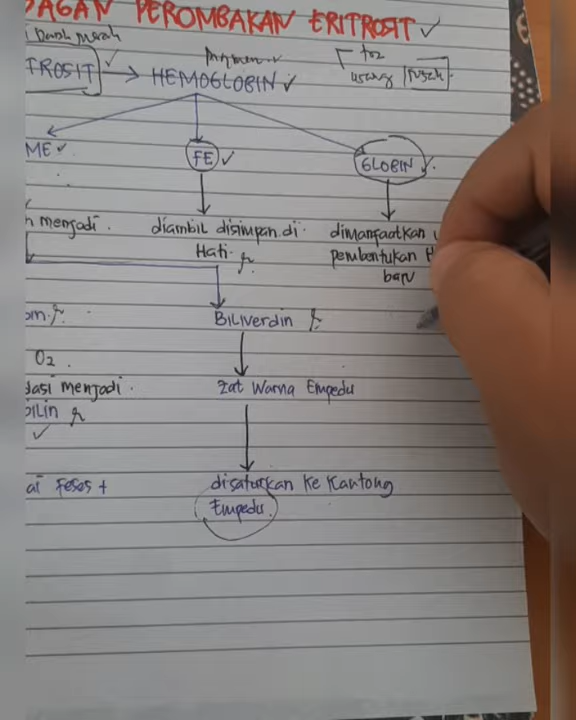 AGAN PEROMBAKAN ERITROSIT
Darah merah
TROSIT] → HEMOGLOBIN
usang
ME
FE
GLOBIN
menjadi.
diambil disimpan di
Hati.
dimanfaatkan
pembentukan H
baru
Biliverdin
O2
dasi menjadi.
bilin
zat warna Empedu
ai Feses +
disalurkan ke Kantong
Empedu.